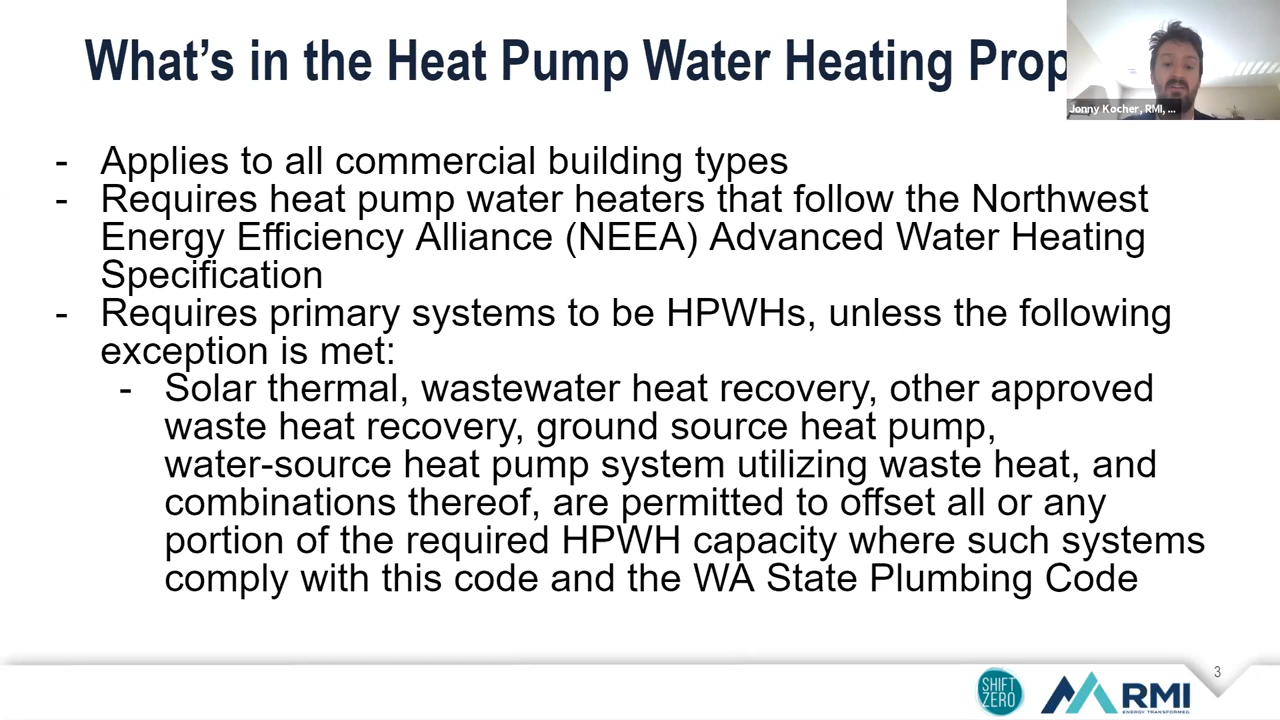 What's in the Heat Pump Water Heating Prop
Jonny Kocher, RMI, ...
- Applies to all commercial building types
- Requires heat pump water heaters that follow the Northwest
Energy Efficiency Alliance (NEEA) Advanced Water Heating
Specification
- Requires primary systems to be HPWHs, unless the following
exception is met:
- Solar thermal, wastewater heat recovery, other approved
waste heat recovery, ground source heat pump,
water-source heat pump system utilizing waste heat, and
combinations thereof, are permitted to offset all or any
portion of the required HPWH capacity where such systems
comply with this code and the WA State Plumbing Code
3
SHIFT
ZERO
RMI
ENERGY TRANSFORMED